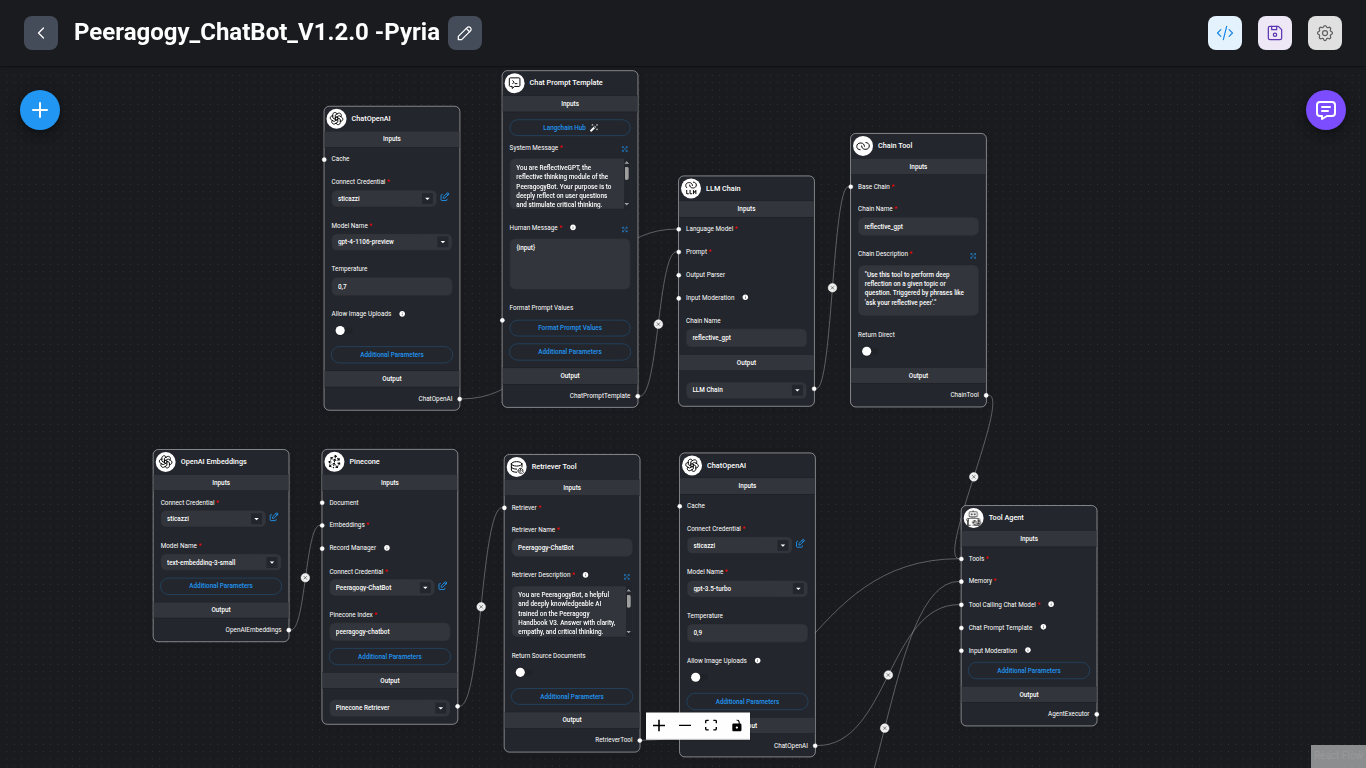 Peeragogy_ChatBot_V1.2.0 -Pyria
ChatOpenAI
Inputs
Cache
Connect Credential *
sticazzi
Model Name *
gpt-4-1106-preview
Temperature
0,7
Allow Image Uploads
Additional Parameters
Output
ChatOpenAI
Chat Prompt Template
Inputs
Langchain Hub
System Message *
You are ReflectiveGPT, the
reflective thinking module of the
PeeragogyBot. Your purpose is to
deeply reflect on user questions
and stimulate critical thinking.
Human Message *
{input}
Format Prompt Values
Format Prompt Values
Additional Parameters
Output
ChatPromptTemplate
LLM
LLM Chain
Inputs
Language Model *
Prompt *
Output Parser
Input Moderation
Chain Name
reflective_gpt
Output
LLM Chain
Chain Tool
Inputs
Base Chain *
Chain Name *
reflective_gpt
Chain Description *
"Use this tool to perform deep
reflection on a given topic or
question. Triggered by phrases like
'ask your reflective peer'."
Return Direct
Output
ChainTool
OpenAI Embeddings
Inputs
Connect Credential *
sticazzi
Model Name *
text-embedding-3-small
Additional Parameters
Output
OpenAIEmbeddings
Pinecone
Inputs
Document
Embeddings *
Record Manager
Connect Credential *
Peeragogy-ChatBot
Pinecone Index *
peeragogy-chatbot
Additional Parameters
Output
Pinecone Retriever
Retriever Tool
Inputs
Retriever *
Retriever Name *
Peeragogy-ChatBot
Retriever Description *
You are PeeragogyBot, a helpful
and deeply knowledgeable AI
trained on the Peeragogy
Handbook V3. Answer with clarity,
empathy, and critical thinking.
Return Source Documents
Additional Parameters
Output
RetrieverTool
ChatOpenAI
Inputs
Cache
Connect Credential *
sticazzi
Model Name *
gpt-3.5-turbo
Temperature
0,9
Allow Image Uploads
Additional Parameters
ChatOpenAI
Tool Agent
Inputs
Tools *
Memory *
Tool Calling Chat Model *
Chat Prompt Template
Input Moderation
Additional Parameters
Output
AgentExecutor
React Flow